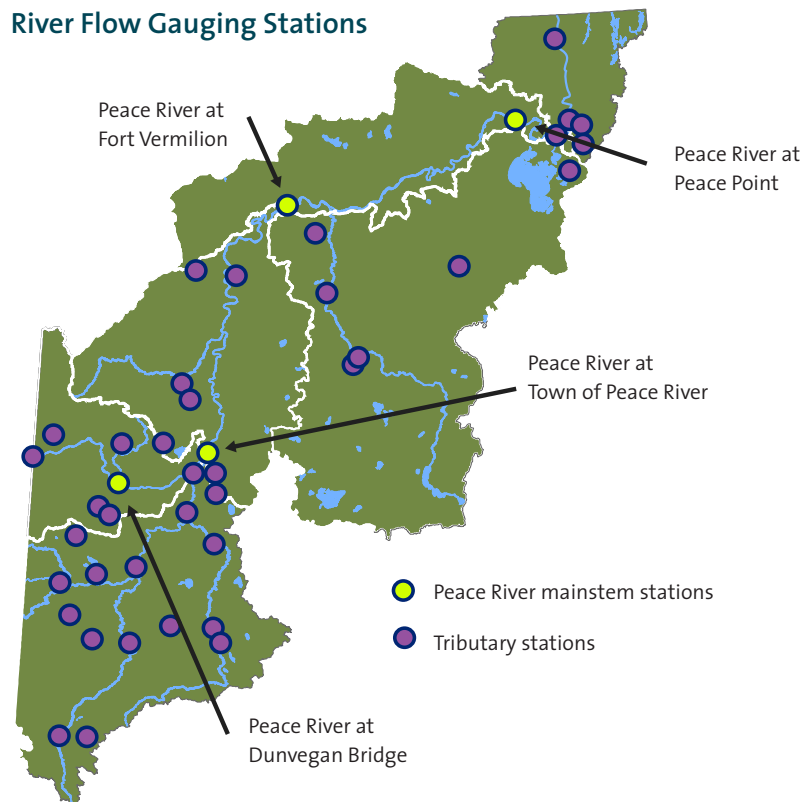 River Flow Gauging Stations
Peace River at
Fort Vermilion
Peace River at
Peace Point
Peace River at
Town of Peace River
Peace River mainstem stations
Tributary stations
Peace River at
Dunvegan Bridge